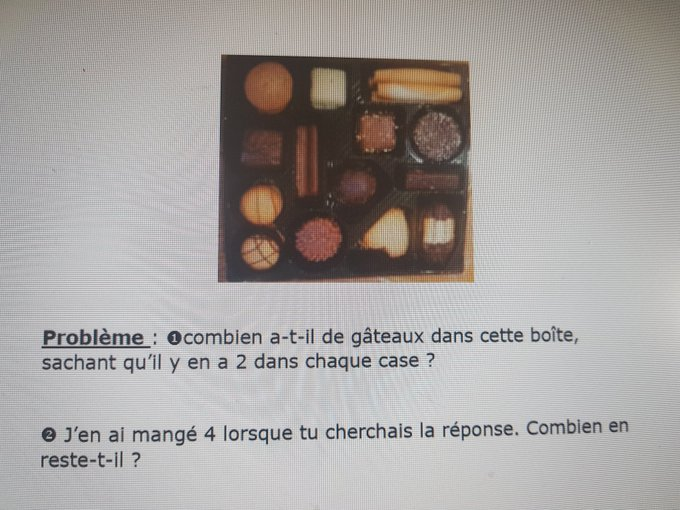 Problème : ❶combien a-t-il de gâteaux dans cette boîte,
sachant qu'il y en a 2 dans chaque case ?
❷ J'en ai mangé 4 lorsque tu cherchais la réponse. Combien en
reste-t-il ?